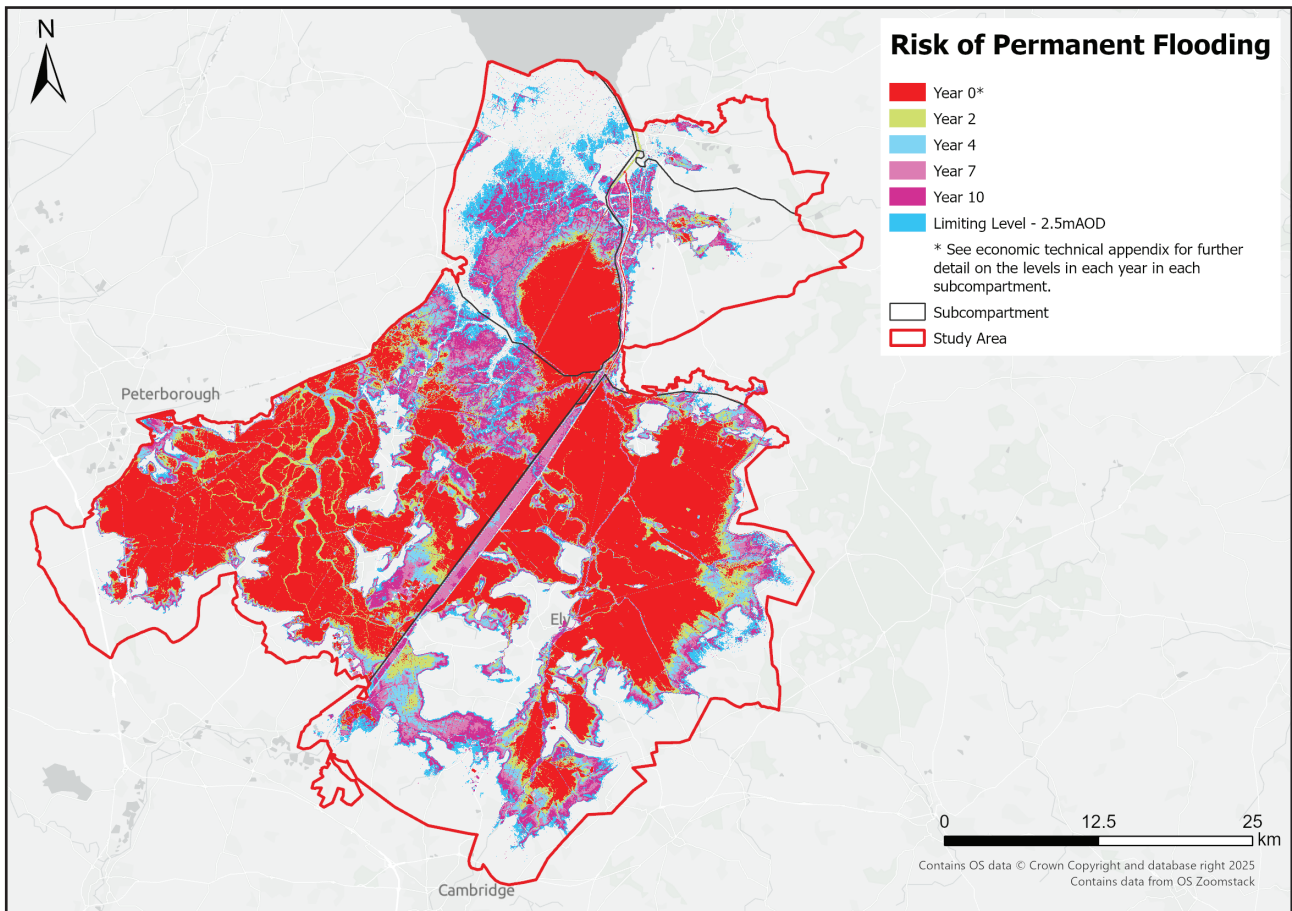 N
Risk of Permanent Flooding
Year 0*
Year 2
Year 4
Year 7
Year 10
Limiting Level - 2.5mAOD
* See economic technical appendix for further
detail on the levels in each year in each
subcompartment.
Subcompartment
Study Area
Peterborough
Ely
Cambridge
0 12.5 25
km
Contains OS data © Crown Copyright and database right 2025
Contains data from OS Zoomstack